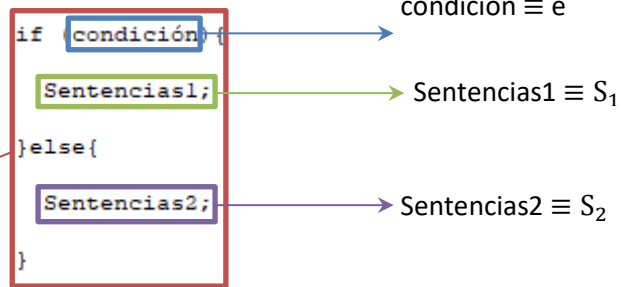 condición ≡ e
if (condición){
Sentencias1;
Sentencias1 ≡ S₁
}else{
Sentencias2;
Sentencias2 ≡ S₂
}